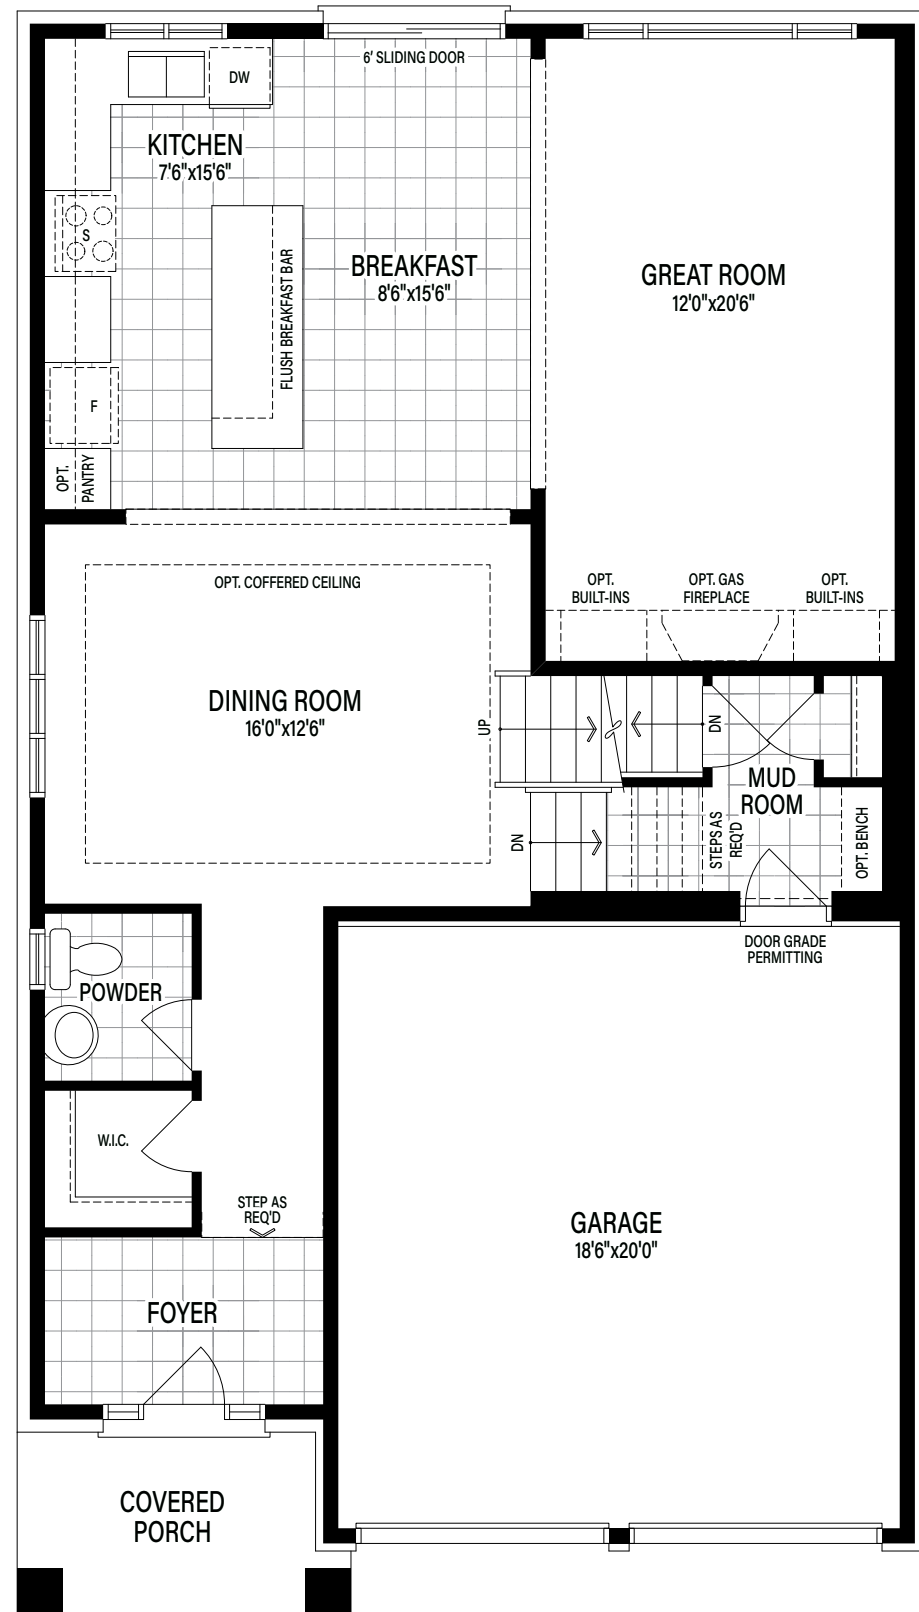 6' SLIDING DOOR
DW
KITCHEN
7'6"x15'6"
S
BREAKFAST
8'6"x15'6"
FLUSH BREAKFAST BAR
GREAT ROOM
12'0"x20'6"
F
OPT.
PANTRY
OPT. COFFERED CEILING
OPT.
BUILT-INS
OPT. GAS
FIREPLACE
OPT.
BUILT-INS
DINING ROOM
16'0"x12'6"
UP
DN
MUD
ROOM
DN
STEPS AS
REQ'D
OPT. BENCH
DOOR GRADE
PERMITTING
POWDER
W.I.C.
STEP AS
REQ'D
GARAGE
18'6"x20'0"
FOYER
COVERED
PORCH